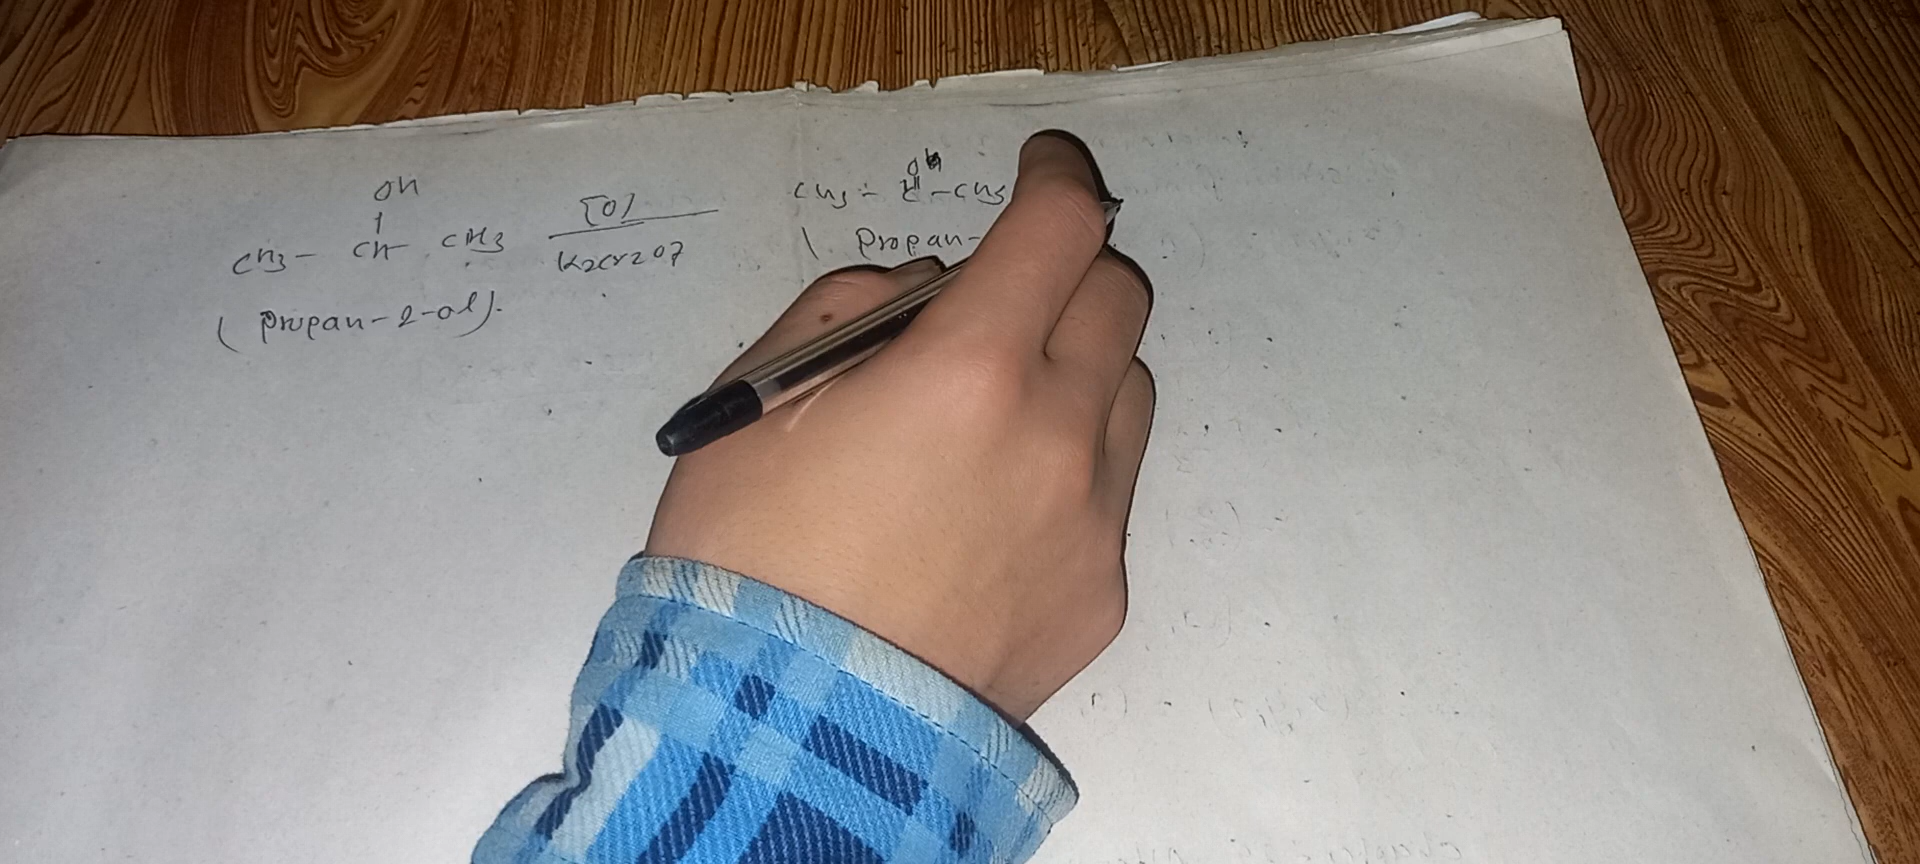 OH
|
CH3 - CH - CH3
(Propan-2-ol).
[O]
K2Cr2O7
O
||
CH3 - C - CH3
( Propan-